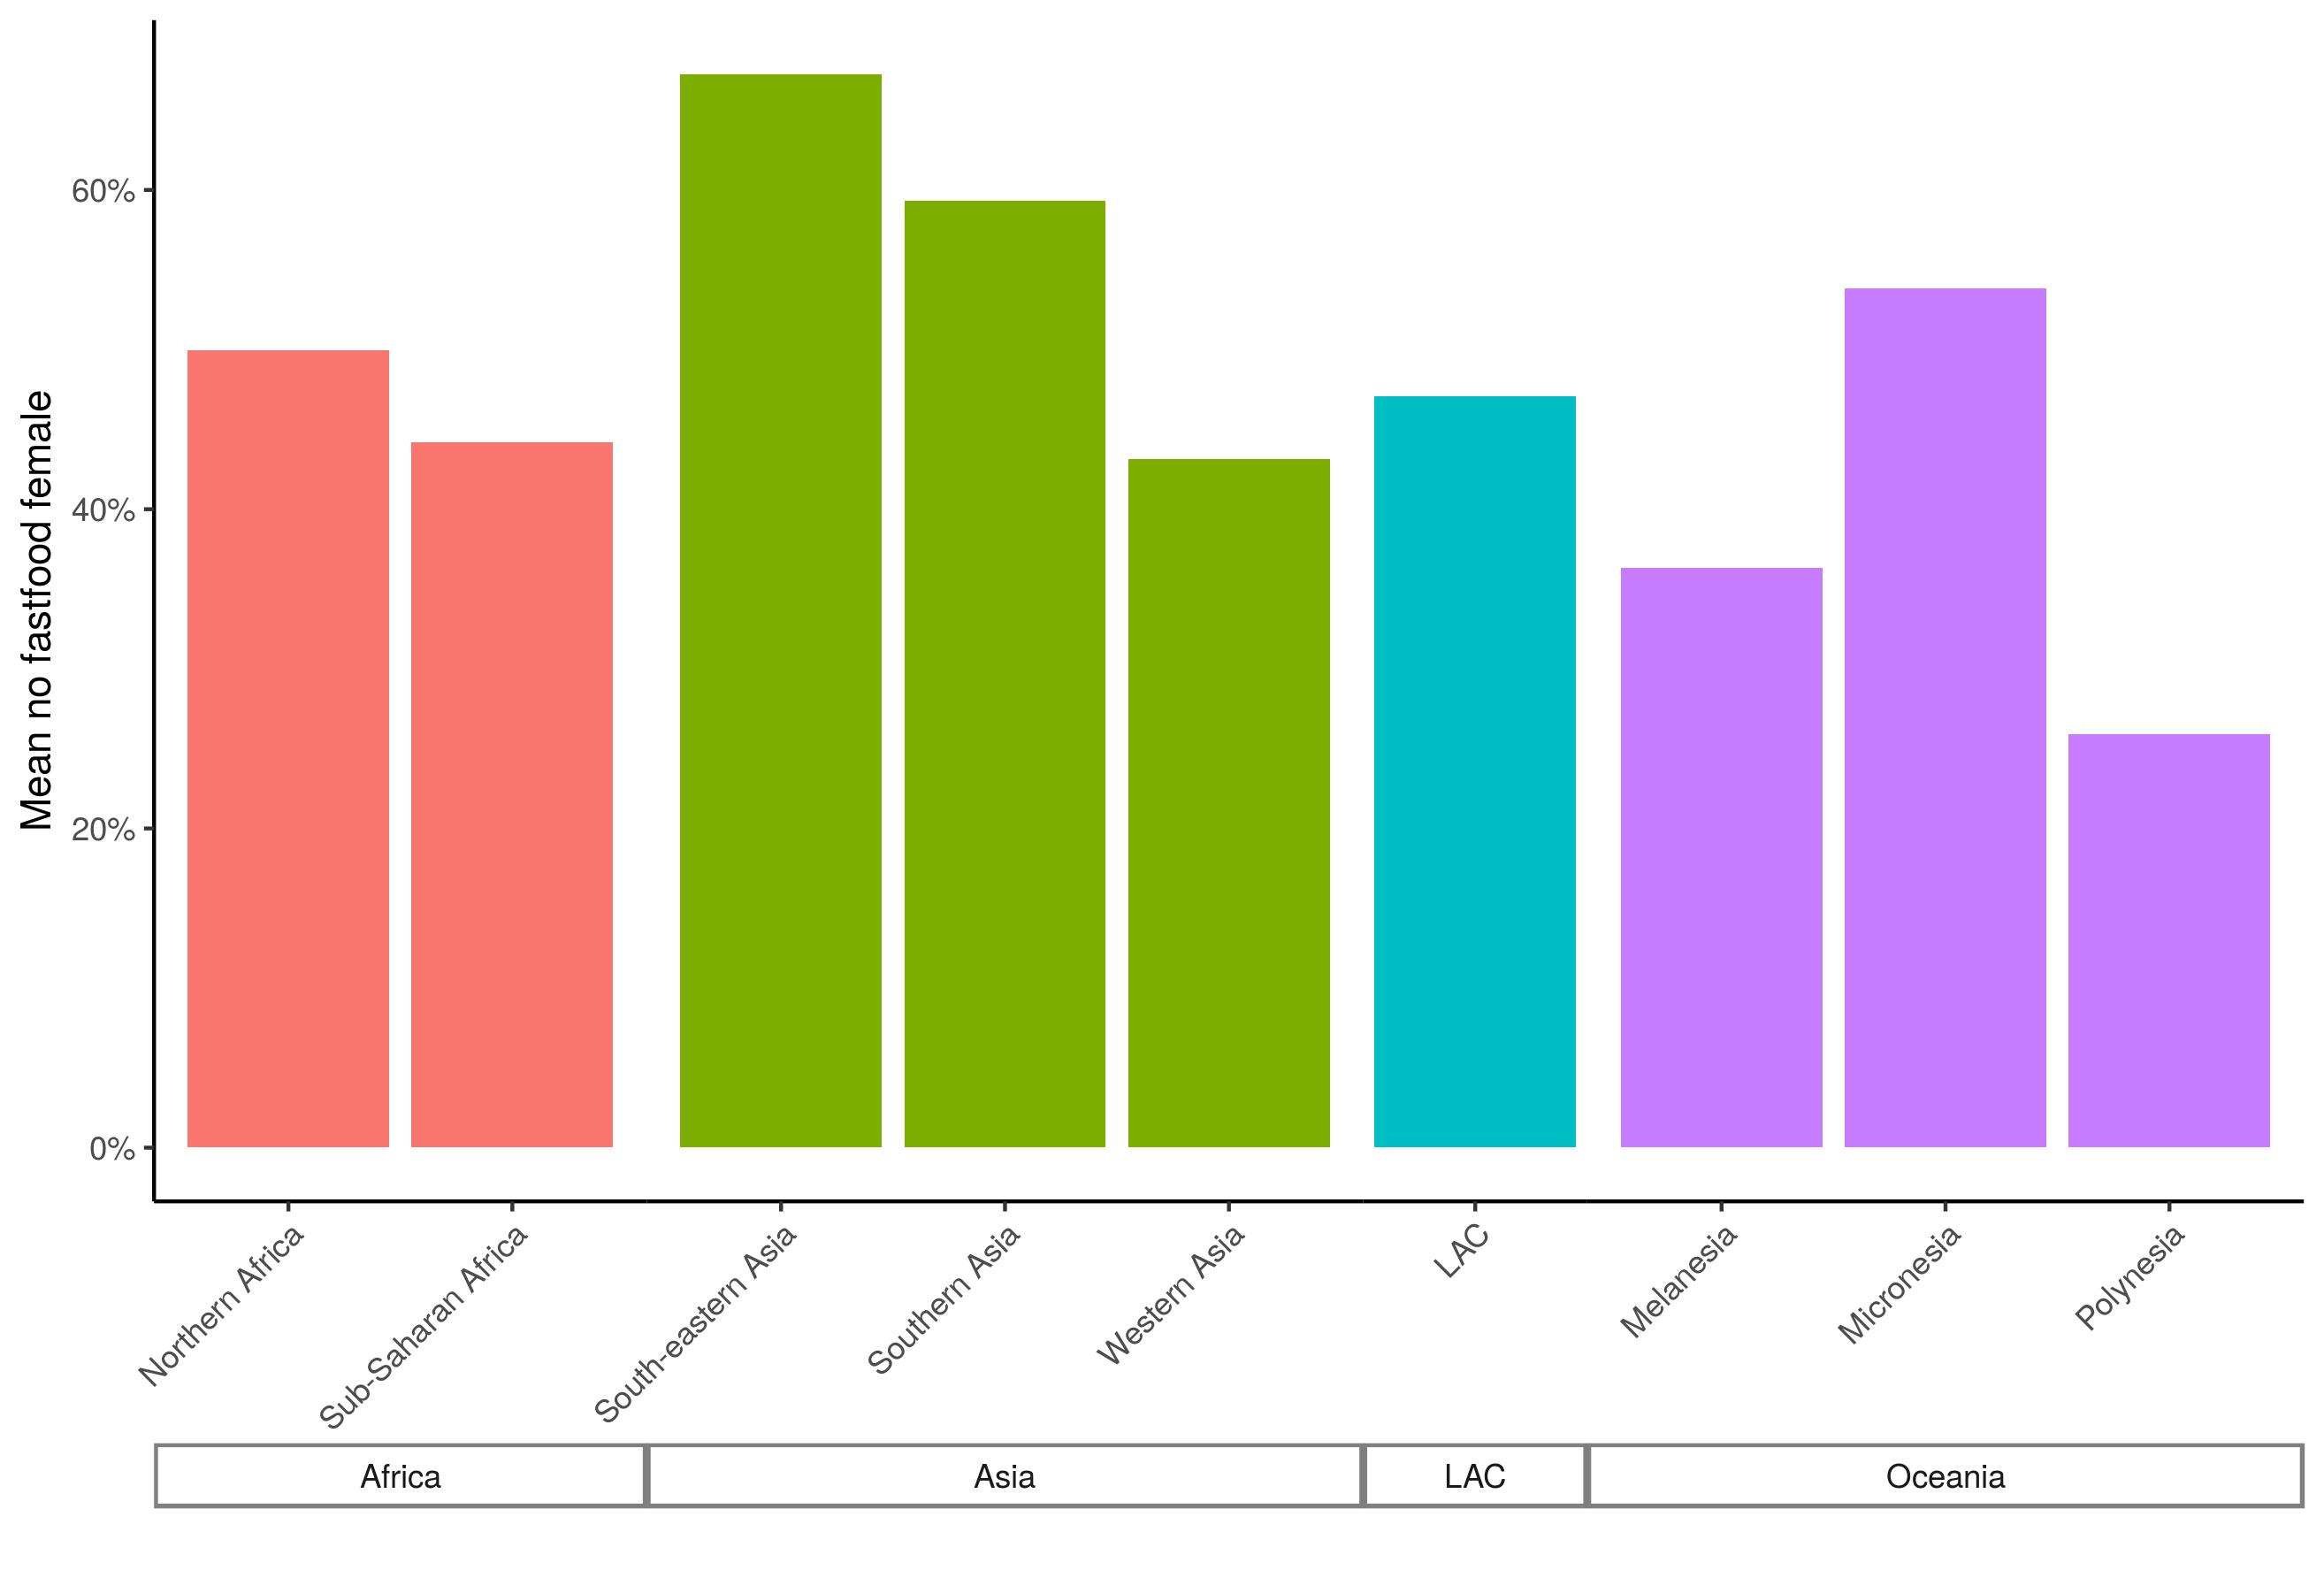 Mean no fastfood female
60%
40%
20%
0%
Northern Africa
Sub-Saharan Africa
South-eastern Asia
Southern Asia
Western Asia
LAC
Melanesia
Micronesia
Polynesia
Africa
Asia
LAC
Oceania